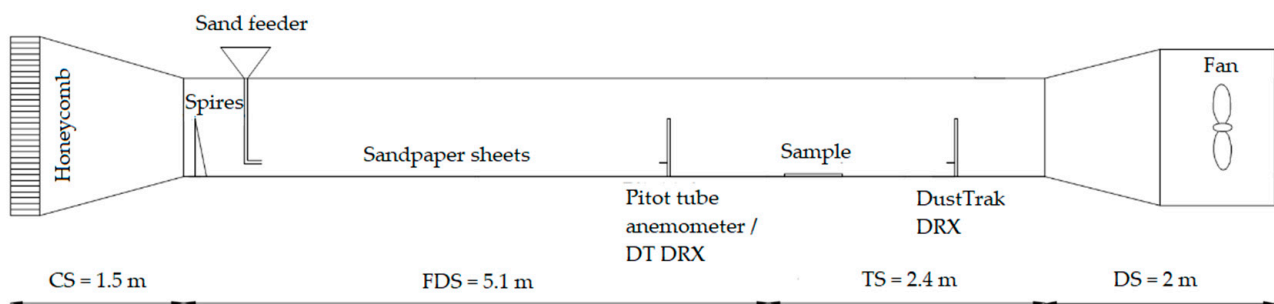 Sand feeder
Honeycomb
Spires
Fan
Sandpaper sheets
Sample
Pitot tube
anemometer /
DT DRX
DustTrak
DRX
CS = 1.5 m
FDS = 5.1 m
TS = 2.4 m
DS = 2 m